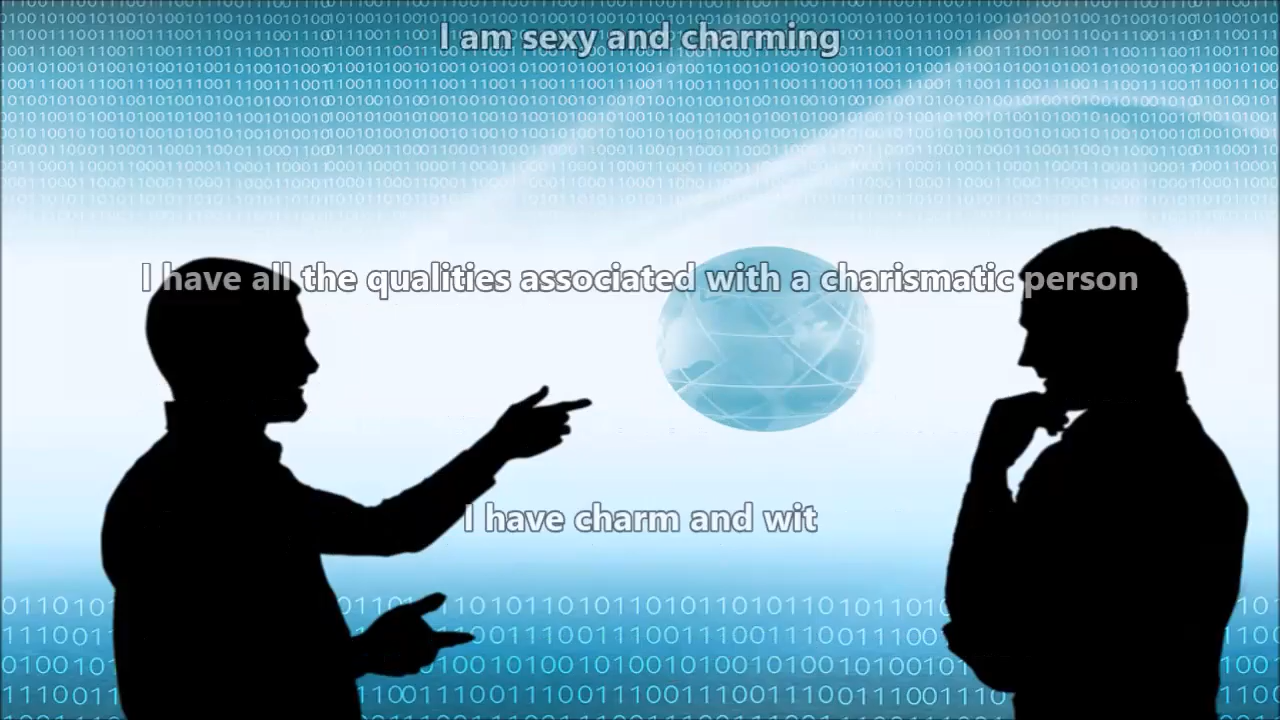 I am sexy and charming
I have all the qualities associated with a charismatic person
I have charm and wit